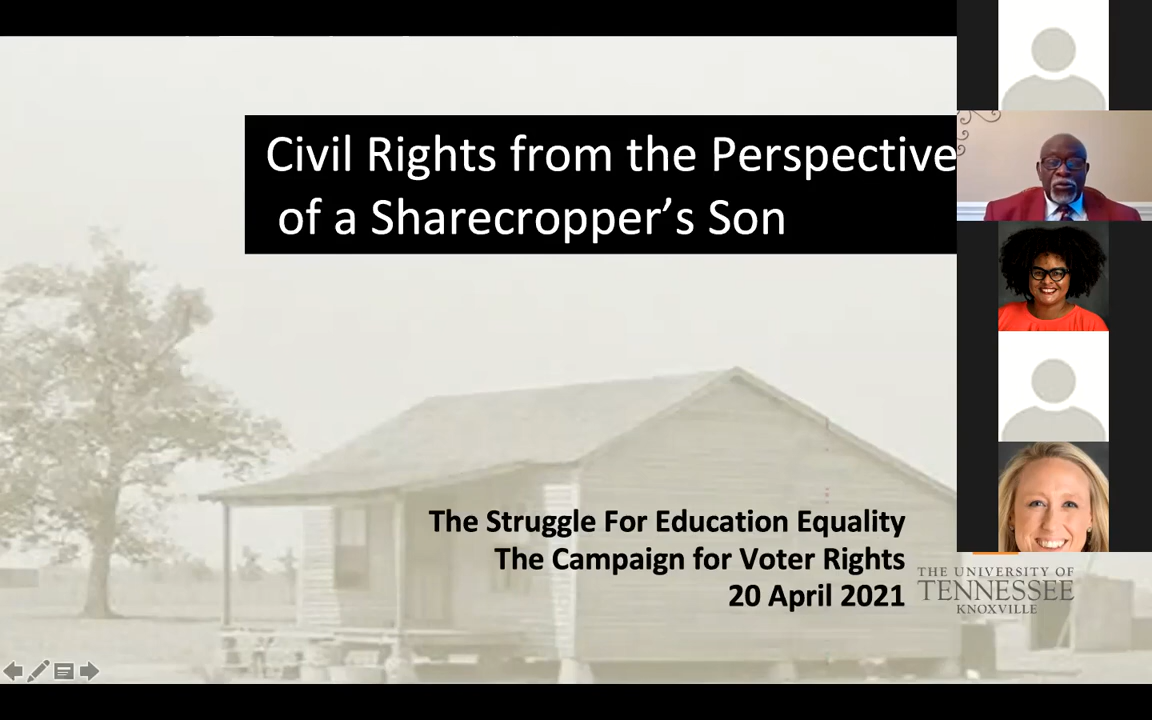 Civil Rights from the Perspective
of a Sharecropper’s Son
The Struggle For Education Equality
The Campaign for Voter Rights
20 April 2021
THE UNIVERSITY OF
TENNESSEE
KNOXVILLE